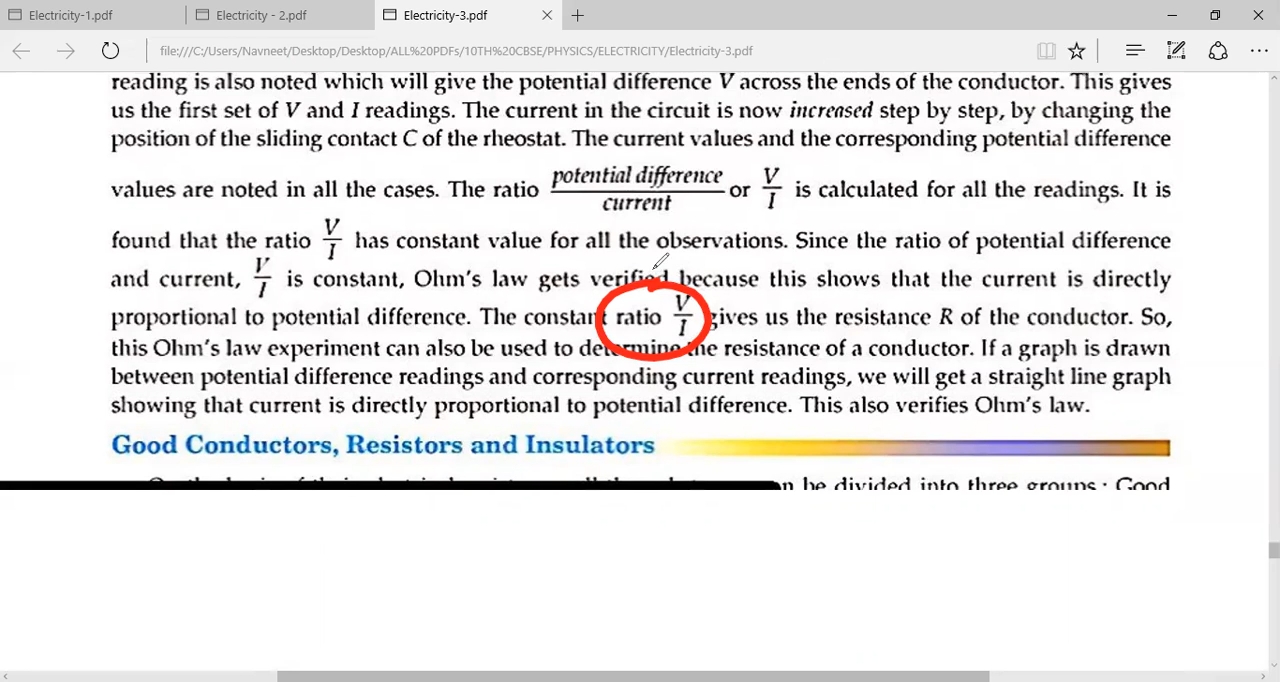 Electricity-1.pdf
Electricity - 2.pdf
Electricity-3.pdf
file:///C:/Users/Navneet/Desktop/Desktop/ALL%20PDFs/10TH%20CBSE/PHYSICS/ELECTRICITY/Electricity-3.pdf
reading is also noted which will give the potential difference V across the ends of the conductor. This gives
us the first set of V and I readings. The current in the circuit is now increased step by step, by changing the
position of the sliding contact C of the rheostat. The current values and the corresponding potential difference
values are noted in all the cases. The ratio potential difference/current or V/I is calculated for all the readings. It is
found that the ratio V/I has constant value for all the observations. Since the ratio of potential difference
and current, V/I is constant, Ohm's law gets verified because this shows that the current is directly
proportional to potential difference. The constant ratio V/I gives us the resistance R of the conductor. So,
this Ohm's law experiment can also be used to determine the resistance of a conductor. If a graph is drawn
between potential difference readings and corresponding current readings, we will get a straight line graph
showing that current is directly proportional to potential difference. This also verifies Ohm's law.
Good Conductors, Resistors and Insulators
be divided into three groups : Good